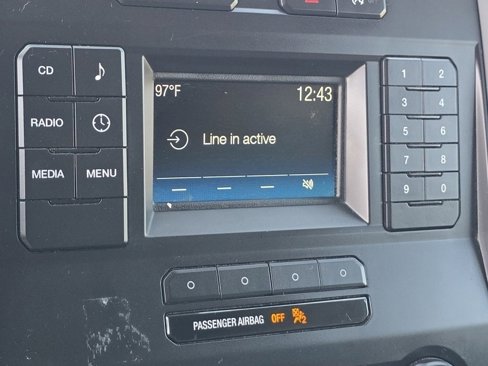 CD
RADIO
MEDIA MENU
97°F 12:43
Line in active
1 2
3 4
5 6
7 8
9 0
PASSENGER AIRBAG OFF 2